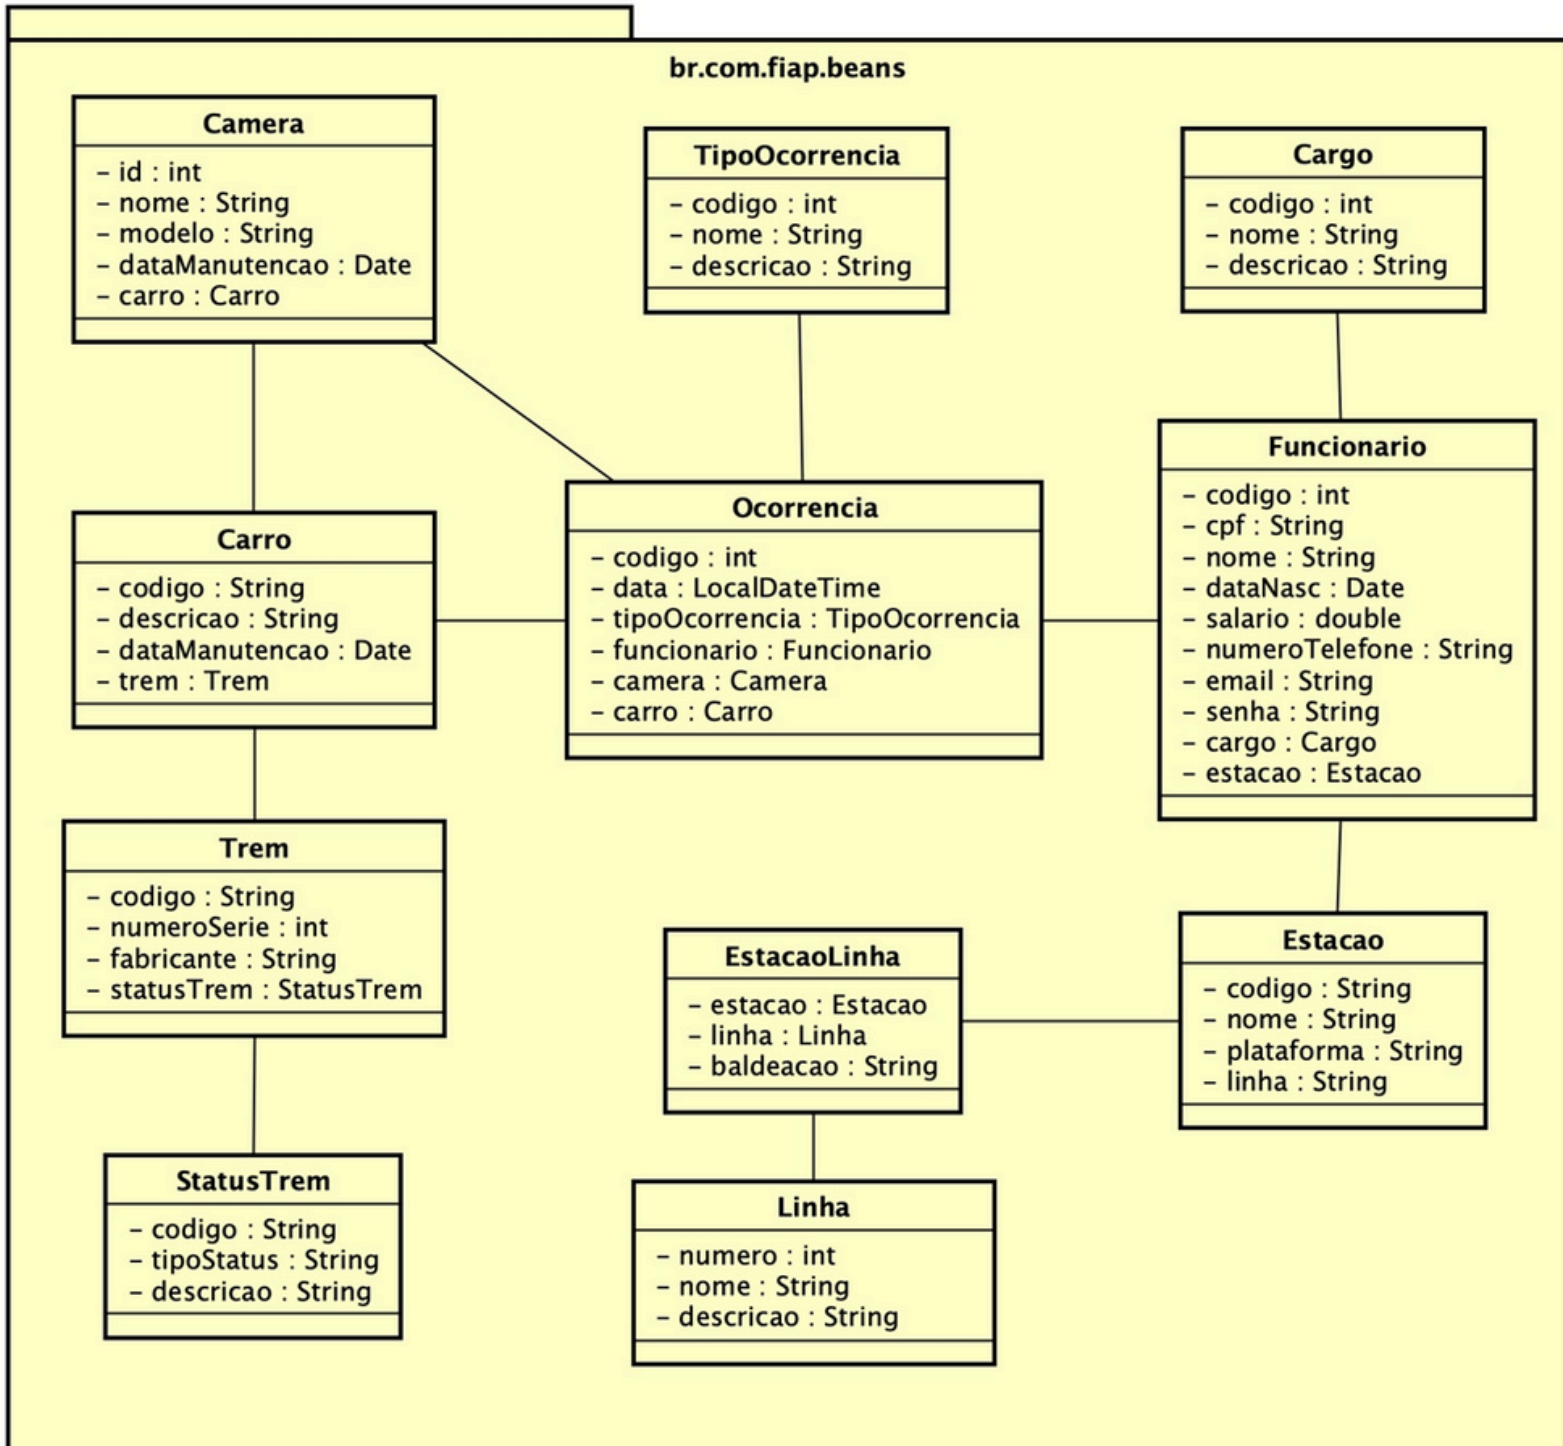 br.com.fiap.beans
Camera
– id : int
– nome : String
– modelo : String
– dataManutencao : Date
– carro : Carro
TipoOcorrencia
– codigo : int
– nome : String
– descricao : String
Cargo
– codigo : int
– nome : String
– descricao : String
Carro
– codigo : String
– descricao : String
– dataManutencao : Date
– trem : Trem
Ocorrencia
– codigo : int
– data : LocalDateTime
– tipoOcorrencia : TipoOcorrencia
– funcionario : Funcionario
– camera : Camera
– carro : Carro
Funcionario
– codigo : int
– cpf : String
– nome : String
– dataNasc : Date
– salario : double
– numeroTelefone : String
– email : String
– senha : String
– cargo : Cargo
– estacao : Estacao
Trem
– codigo : String
– numeroSerie : int
– fabricante : String
– statusTrem : StatusTrem
EstacaoLinha
– estacao : Estacao
– linha : Linha
– baldeacao : String
Estacao
– codigo : String
– nome : String
– plataforma : String
– linha : String
StatusTrem
– codigo : String
– tipoStatus : String
– descricao : String
Linha
– numero : int
– nome : String
– descricao : String